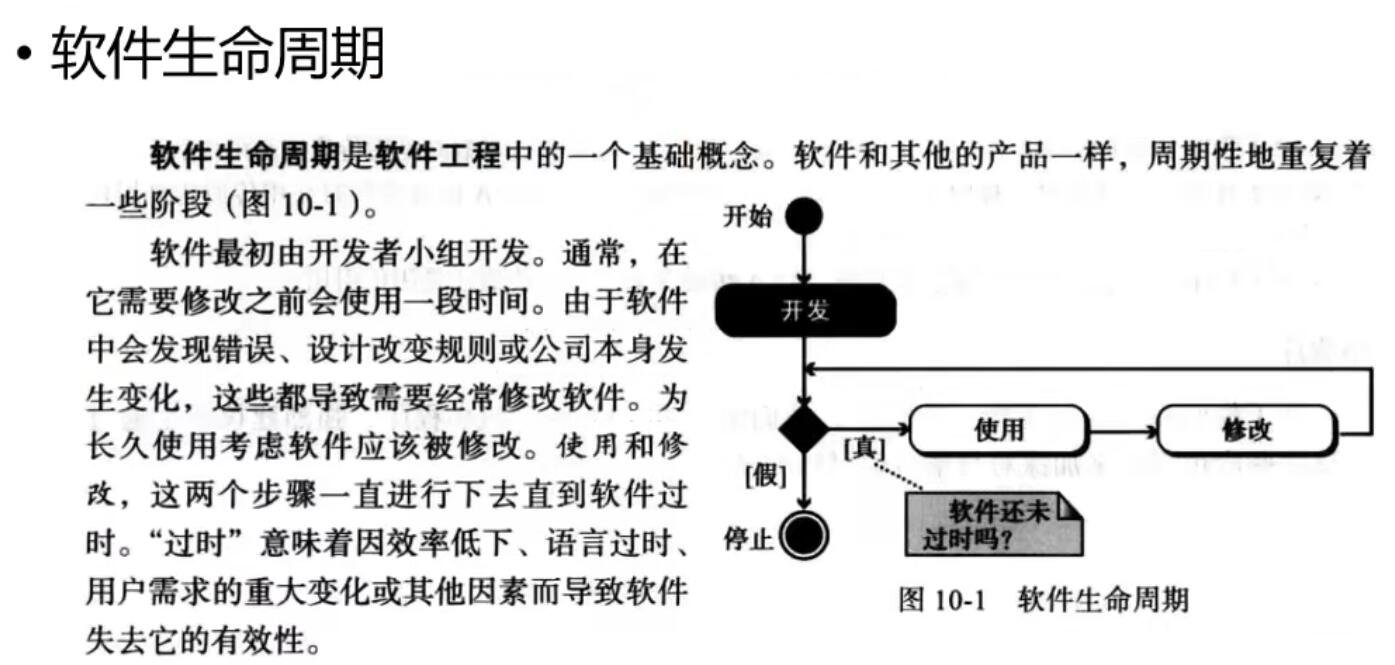 • 软件生命周期
软件生命周期是软件工程中的一个基础概念。软件和其他的产品一样，周期性地重复着
一些阶段（图 10-1）。
软件最初由开发者小组开发。通常，在
它需要修改之前会使用一段时间。由于软件
中会发现错误、设计改变规则或公司本身发
生变化，这些都导致需要经常修改软件。为
长久使用考虑软件应该被修改。使用和修
改，这两个步骤一直进行下去直到软件过
时。“过时”意味着因效率低下、语言过时、
用户需求的重大变化或其他因素而导致软件
失去它的有效性。
开始
开发
使用
修改
[真]
[假]
软件还未
过时吗？
停止
图 10-1 软件生命周期